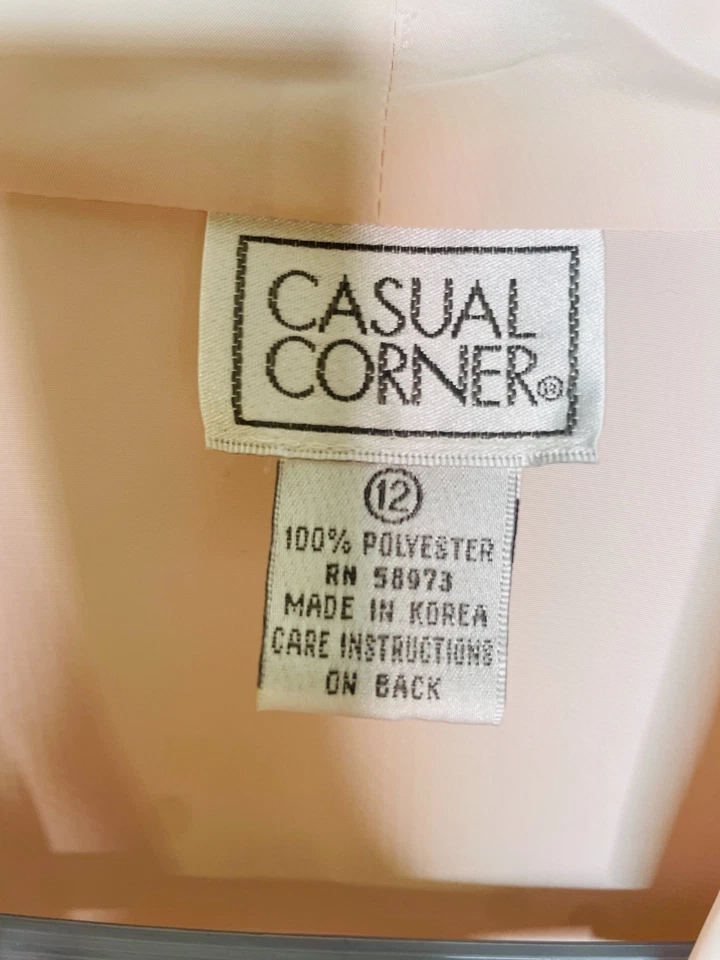 CASUAL
CORNER®
12
100% POLYESTER
RN 58973
MADE IN KOREA
CARE INSTRUCTIONS
ON BACK